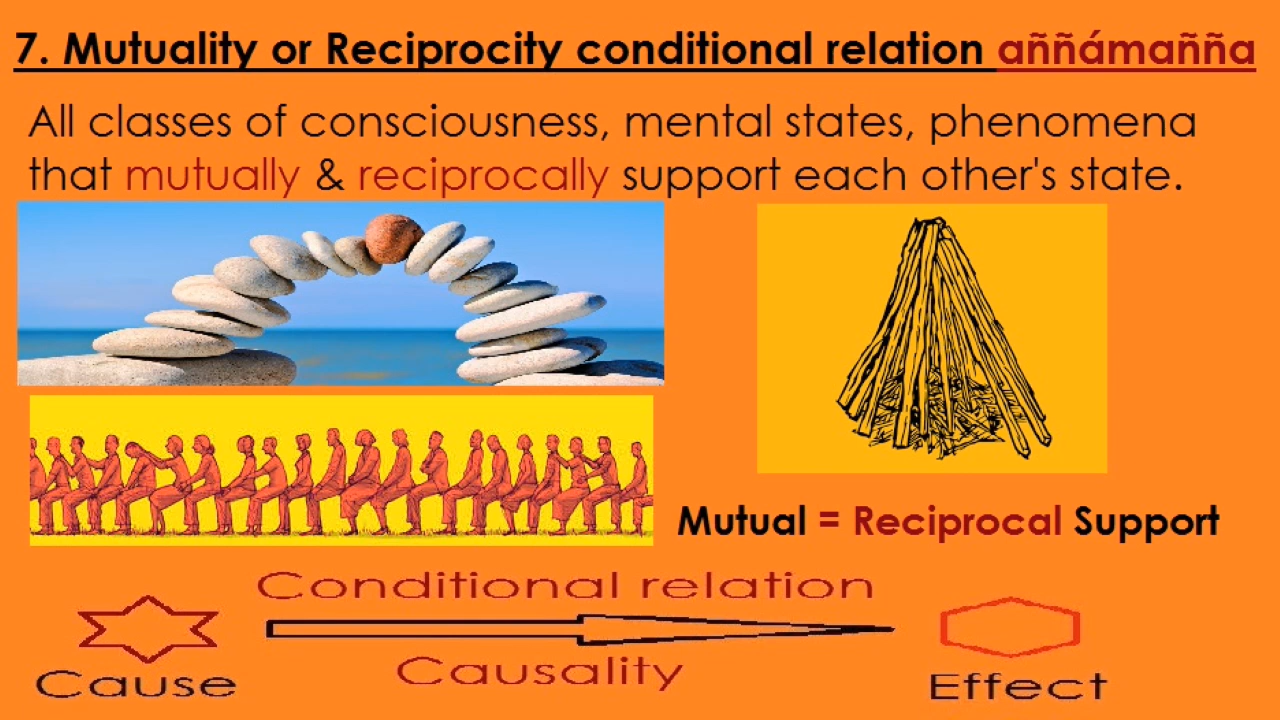 7. Mutuality or Reciprocity conditional relation aññámañña
All classes of consciousness, mental states, phenomena
that mutually & reciprocally support each other's state.
Mutual = Reciprocal Support
Conditional relation
Causality
Cause
Effect